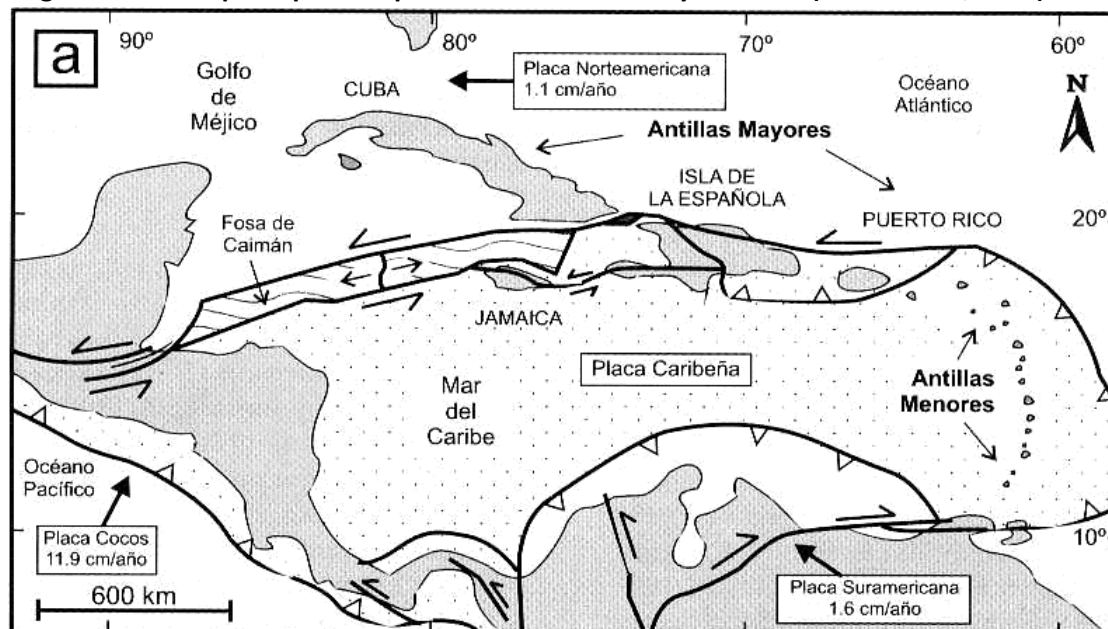 a
90º
80º
70º
60º
Golfo
de
Méjico
CUBA
Placa Norteamericana
1.1 cm/año
Océano
Atlántico
N
Antillas Mayores
ISLA DE
LA ESPAÑOLA
PUERTO RICO
20º
Fosa de
Caimán
JAMAICA
Placa Caribeña
Mar
del
Caribe
Antillas
Menores
Océano
Pacífico
Placa Cocos
11.9 cm/año
10º
Placa Suramericana
1.6 cm/año
600 km